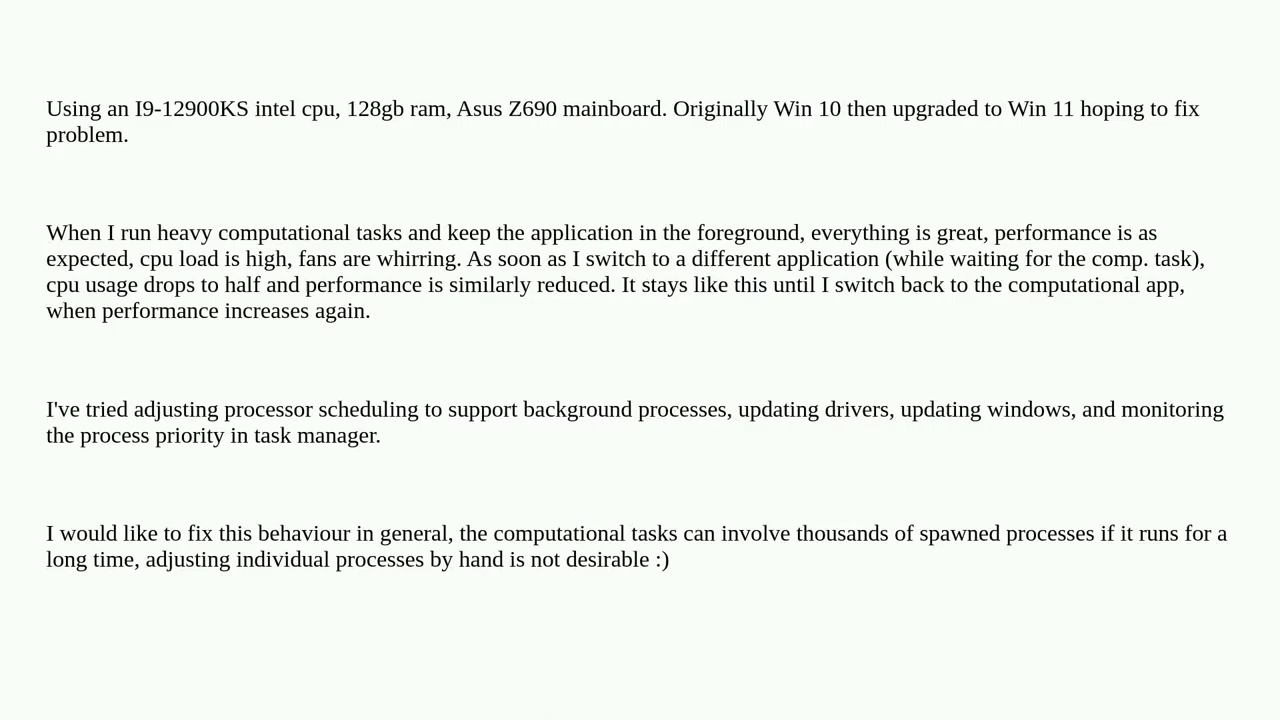 Using an I9-12900KS intel cpu, 128gb ram, Asus Z690 mainboard. Originally Win 10 then upgraded to Win 11 hoping to fix
problem.
When I run heavy computational tasks and keep the application in the foreground, everything is great, performance is as
expected, cpu load is high, fans are whirring. As soon as I switch to a different application (while waiting for the comp. task),
cpu usage drops to half and performance is similarly reduced. It stays like this until I switch back to the computational app,
when performance increases again.
I've tried adjusting processor scheduling to support background processes, updating drivers, updating windows, and monitoring
the process priority in task manager.
I would like to fix this behaviour in general, the computational tasks can involve thousands of spawned processes if it runs for a
long time, adjusting individual processes by hand is not desirable :)